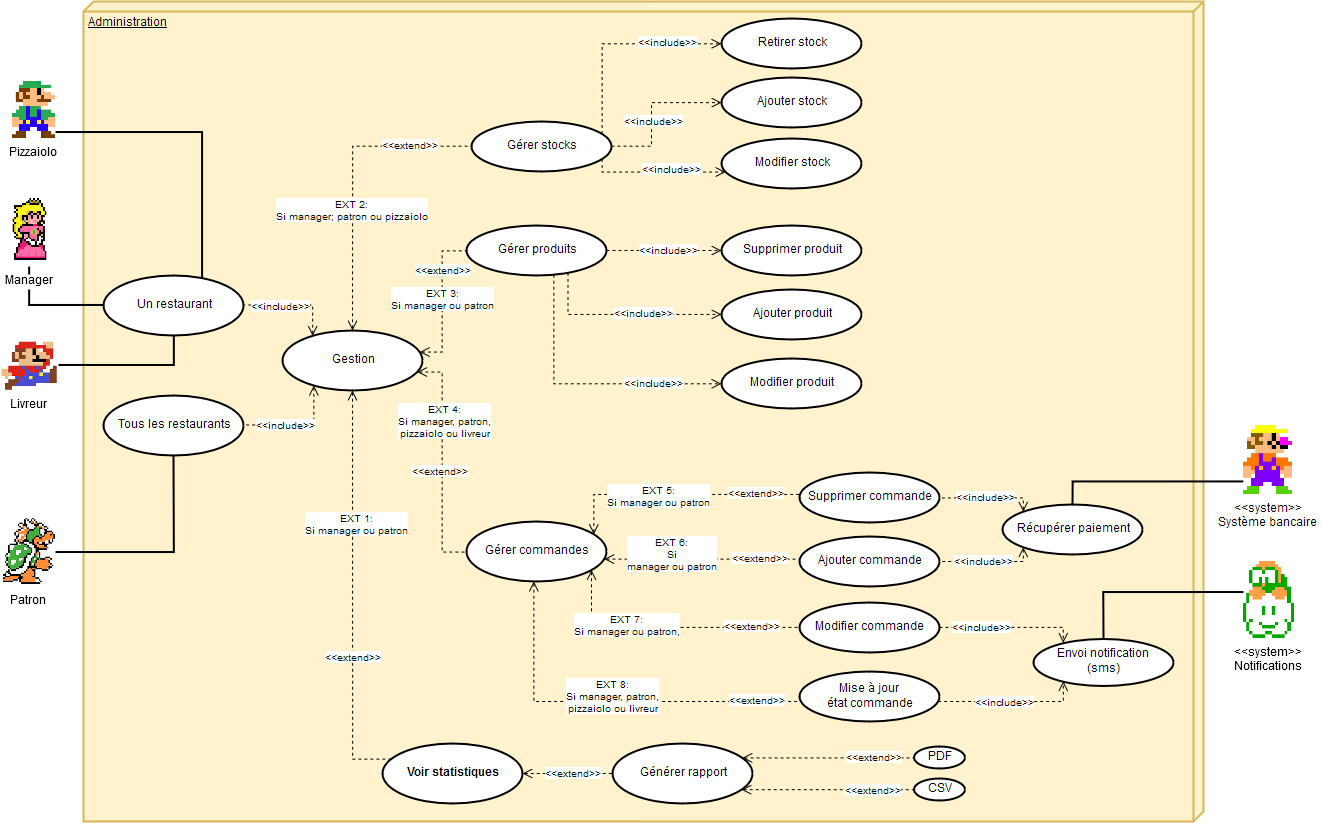 Administration
Retirer stock
<<include>>
Ajouter stock
<<include>>
Pizzaiolo
<<extend>>
Gérer stocks
Modifier stock
<<include>>
EXT 2:
Si manager; patron ou pizzaiolo
Manager
Gérer produits
<<include>>
Supprimer produit
<<extend>>
EXT 3:
Si manager ou patron
Un restaurant
<<include>>
<<include>>
Ajouter produit
Gestion
Livreur
<<include>>
Modifier produit
EXT 4:
Si manager, patron,
pizzaiolo ou livreur
Tous les restaurants
<<include>>
<<extend>>
EXT 5:
Si manager ou patron
<<extend>>
Supprimer commande
<<include>>
<<system>>
Système bancaire
EXT 1:
Si manager ou patron
Récupérer paiement
Gérer commandes
EXT 6:
Si
manager ou patron
<<extend>>
Ajouter commande
<<include>>
Patron
EXT 7:
Si manager ou patron,
<<extend>>
Modifier commande
<<include>>
<<system>>
Notifications
<<extend>>
Envoi notification
(sms)
EXT 8:
Si manager, patron,
pizzaiolo ou livreur
<<extend>>
Mise à jour
état commande
<<include>>
Voir statistiques
<<extend>>
Générer rapport
<<extend>>
PDF
<<extend>>
CSV